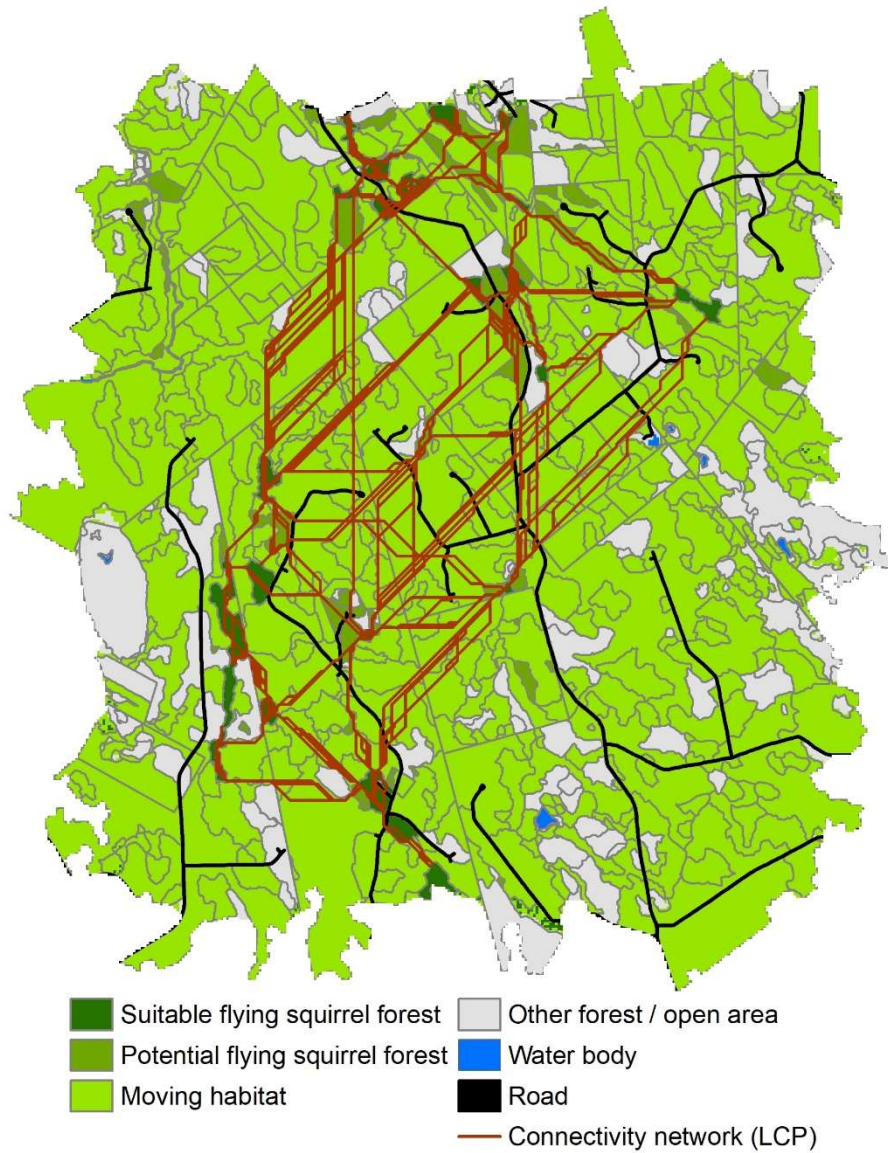 Suitable flying squirrel forest
Potential flying squirrel forest
Moving habitat
Other forest / open area
Water body
Road
Connectivity network (LCP)